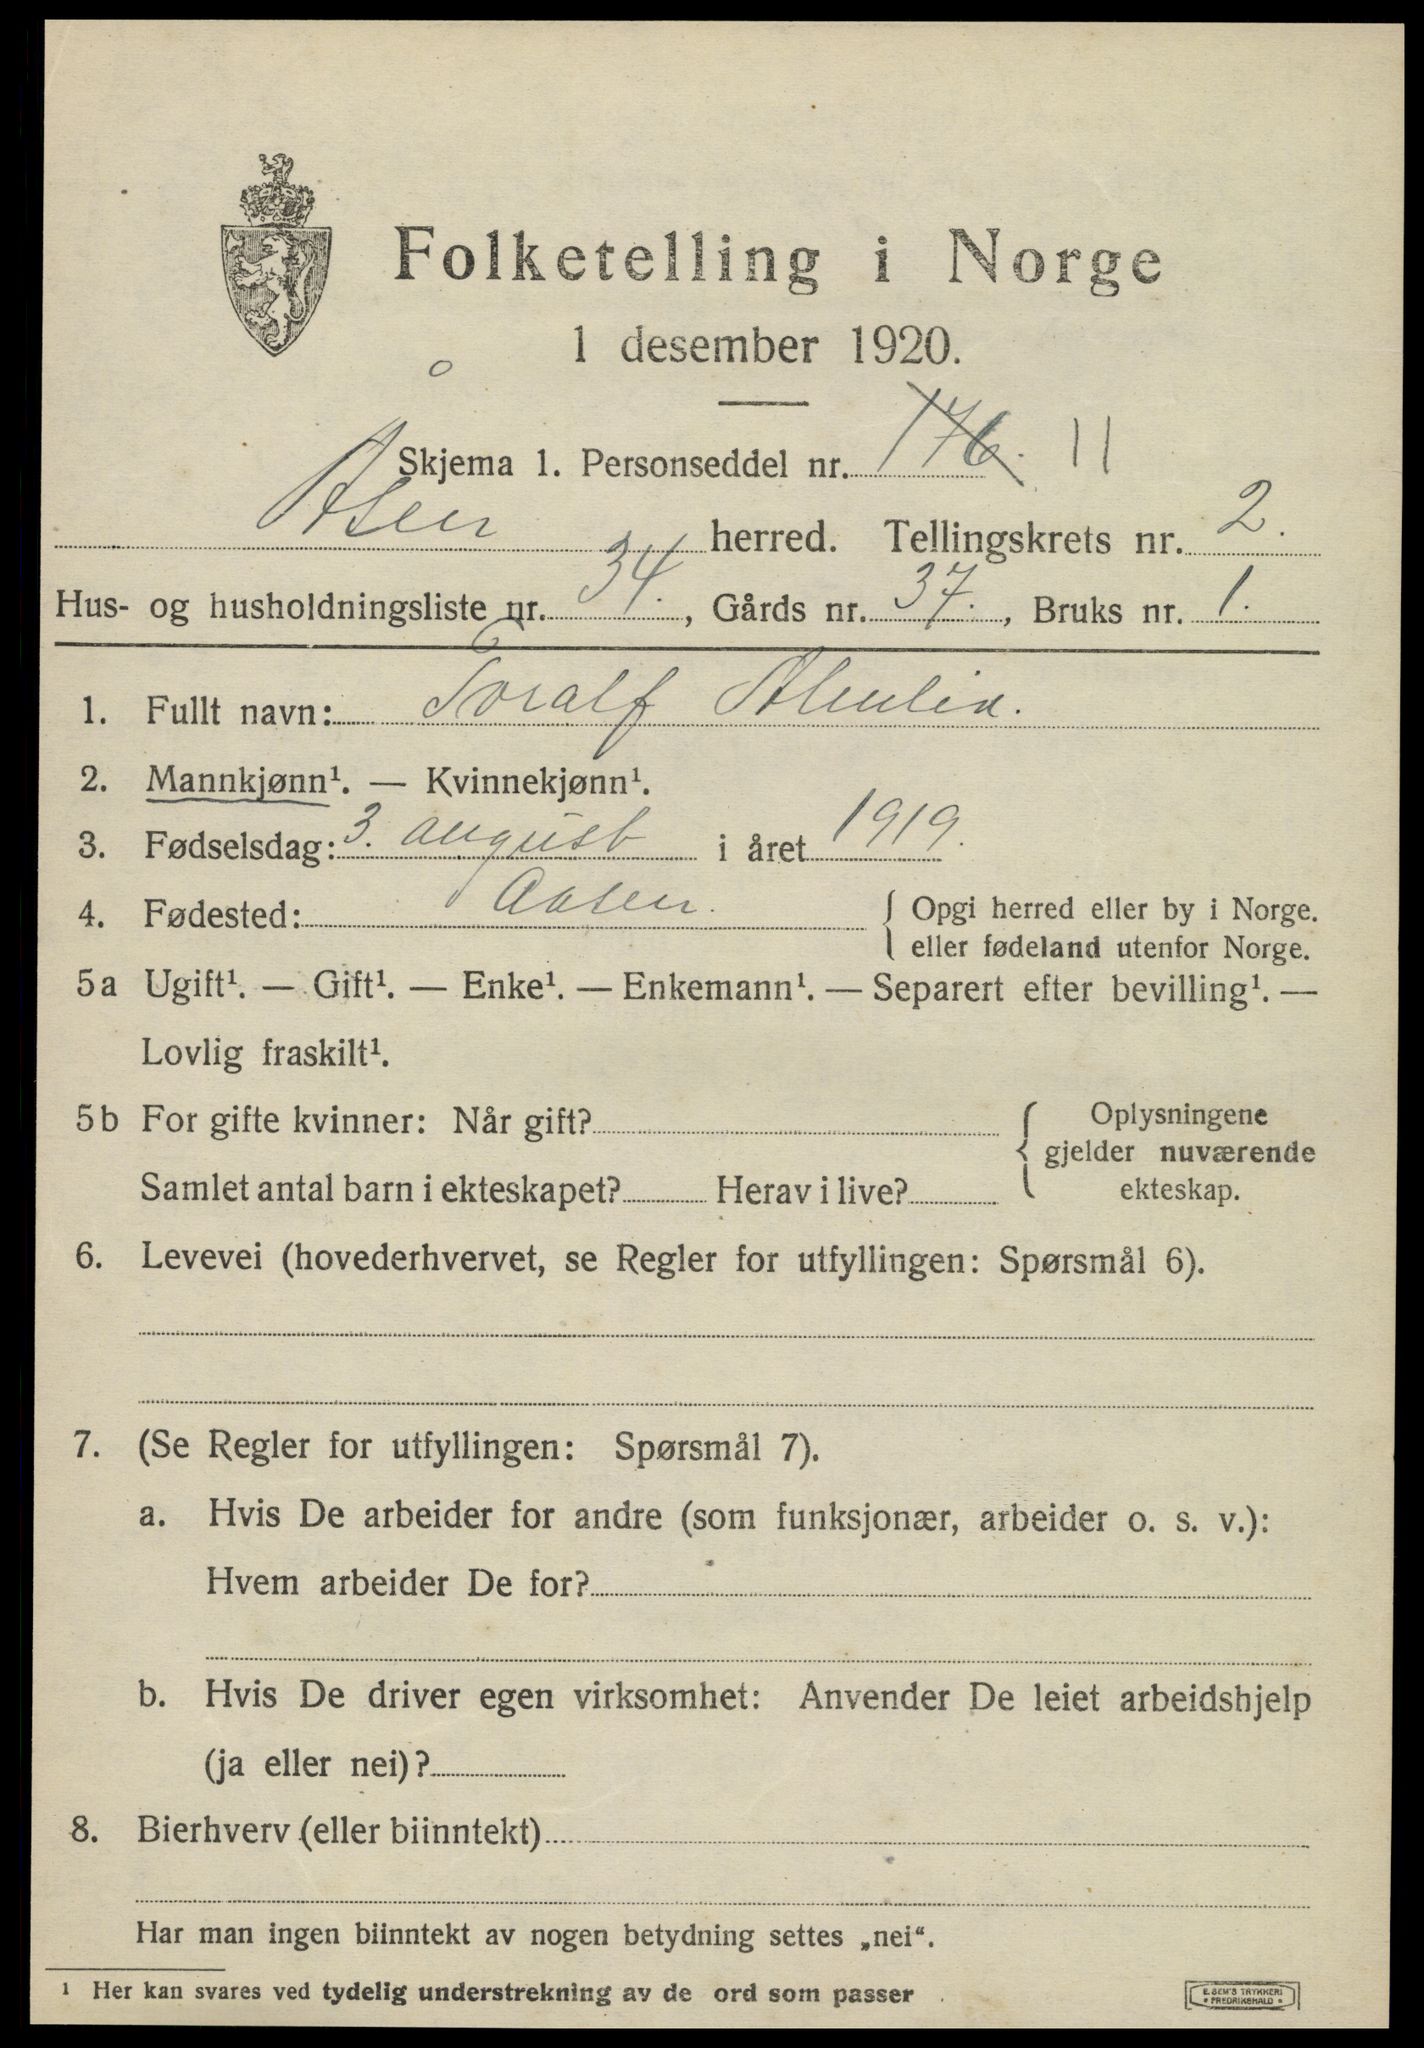 Folketelling i Norge
1 desember 1920.
Skjema 1. Personseddel nr. 176. 11
Åsen herred. Tellingskrets nr. 2.
Hus- og husholdningsliste nr. 34., Gårds nr. 37., Bruks nr. 1.
1. Fullt navn: Toralf
2. Mannkjønn¹. — Kvinnekjønn¹.
3. Fødselsdag: 3. august i året 1919.
4. Fødested: Aasen. { Opgi herred eller by i Norge.
eller fødeland utenfor Norge.
5a Ugift¹. — Gift¹. — Enke¹. — Enkemann¹. — Separert efter bevilling¹. —
Lovlig fraskilt¹.
5b For gifte kvinner: Når gift? { Oplysningene
gjelder nuværende
Samlet antal barn i ekteskapet? Herav i live? ekteskap.
6. Levevei (hovederhvervet, se Regler for utfyllingen: Spørsmål 6).
7. (Se Regler for utfyllingen: Spørsmål 7).
a. Hvis De arbeider for andre (som funksjonær, arbeider o. s. v.):
Hvem arbeider De for?
b. Hvis De driver egen virksomhet: Anvender De leiet arbeidshjelp
(ja eller nei)?
8. Bierhverv (eller biinntekt)
Har man ingen biinntekt av nogen betydning settes „nei“.
¹ Her kan svares ved tydelig understrekning av de ord som passer
E. SEM'S TRYKKERI
• FREDRIKSHALD •